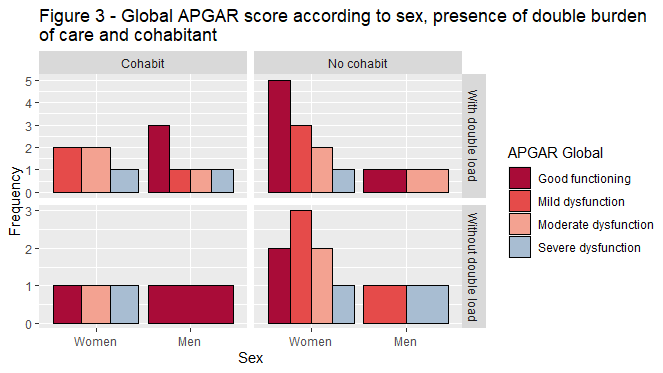 Figure 3 - Global APGAR score according to sex, presence of double burden
of care and cohabitant
Cohabit
No cohabit
5
4
3
2
1
0
With double load
3
2
1
0
Without double load
Frequency
Women
Men
Women
Men
Sex
APGAR Global
Good functioning
Mild dysfunction
Moderate dysfunction
Severe dysfunction